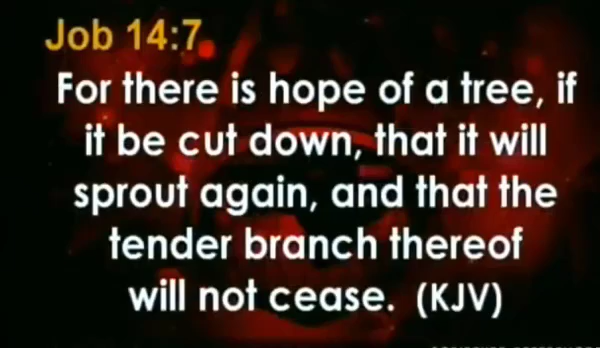 Job 14:7
For there is hope of a tree, if
it be cut down, that it will
sprout again, and that the
tender branch thereof
will not cease. (KJV)